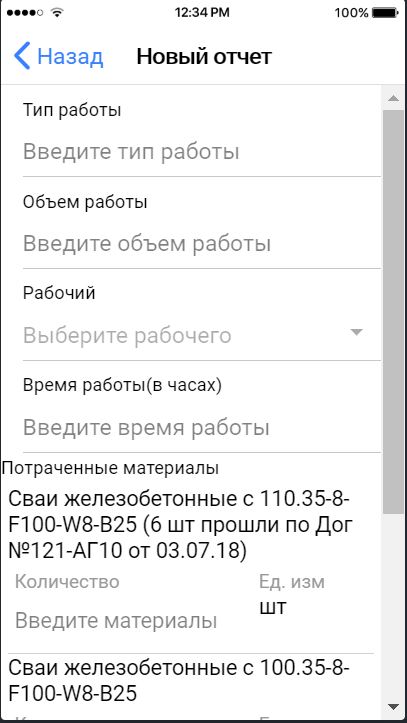 12:34 PM 100%
Назад Новый отчет
Тип работы
Введите тип работы
Объем работы
Введите объем работы
Рабочий
Выберите рабочего
Время работы(в часах)
Введите время работы
Потраченные материалы
Сваи железобетонные с 110.35-8-
F100-W8-B25 (6 шт прошли по Дог
№121-АГ10 от 03.07.18)
Количество Ед. изм
шт
Введите материалы
Сваи железобетонные с 100.35-8-
F100-W8-B25